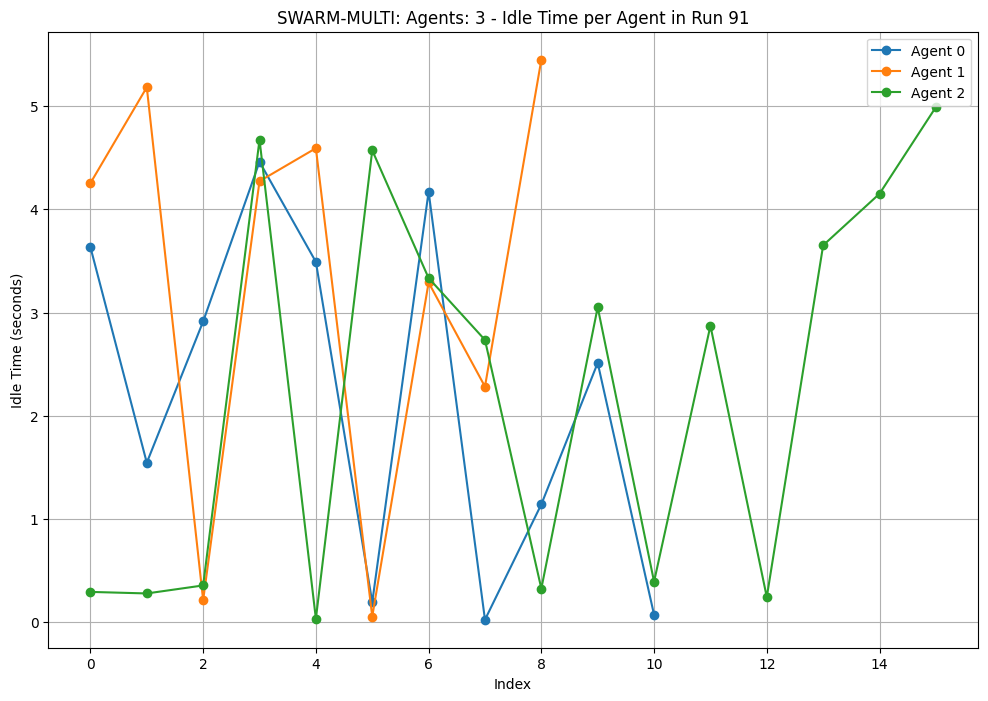 SWARM-MULTI: Agents: 3 - Idle Time per Agent in Run 91
Agent 0
Agent 1
Agent 2
Idle Time (seconds)
5
4
3
2
1
0
0 2 4 6 8 10 12 14
Index